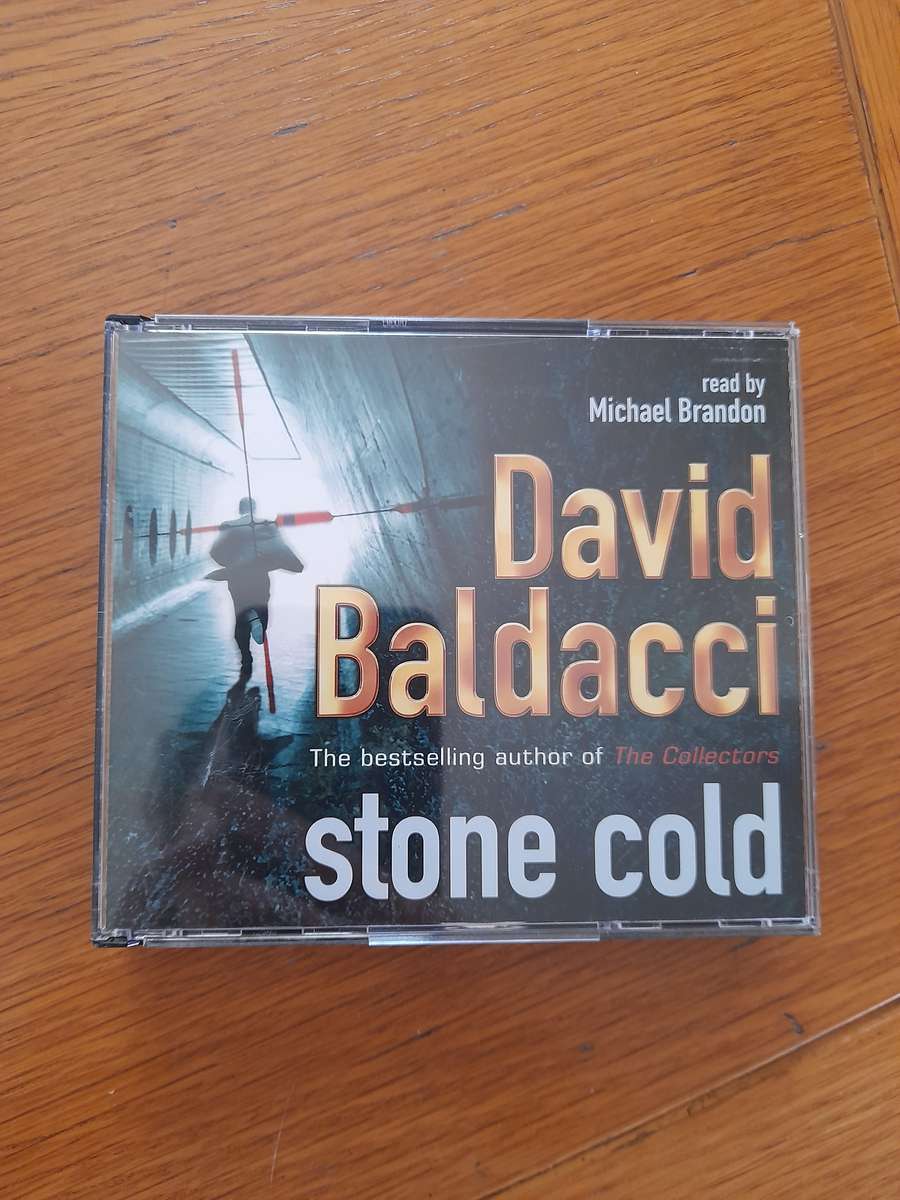 read by
Michael Brandon
David
Baldacci
The bestselling author of The Collectors
stone cold